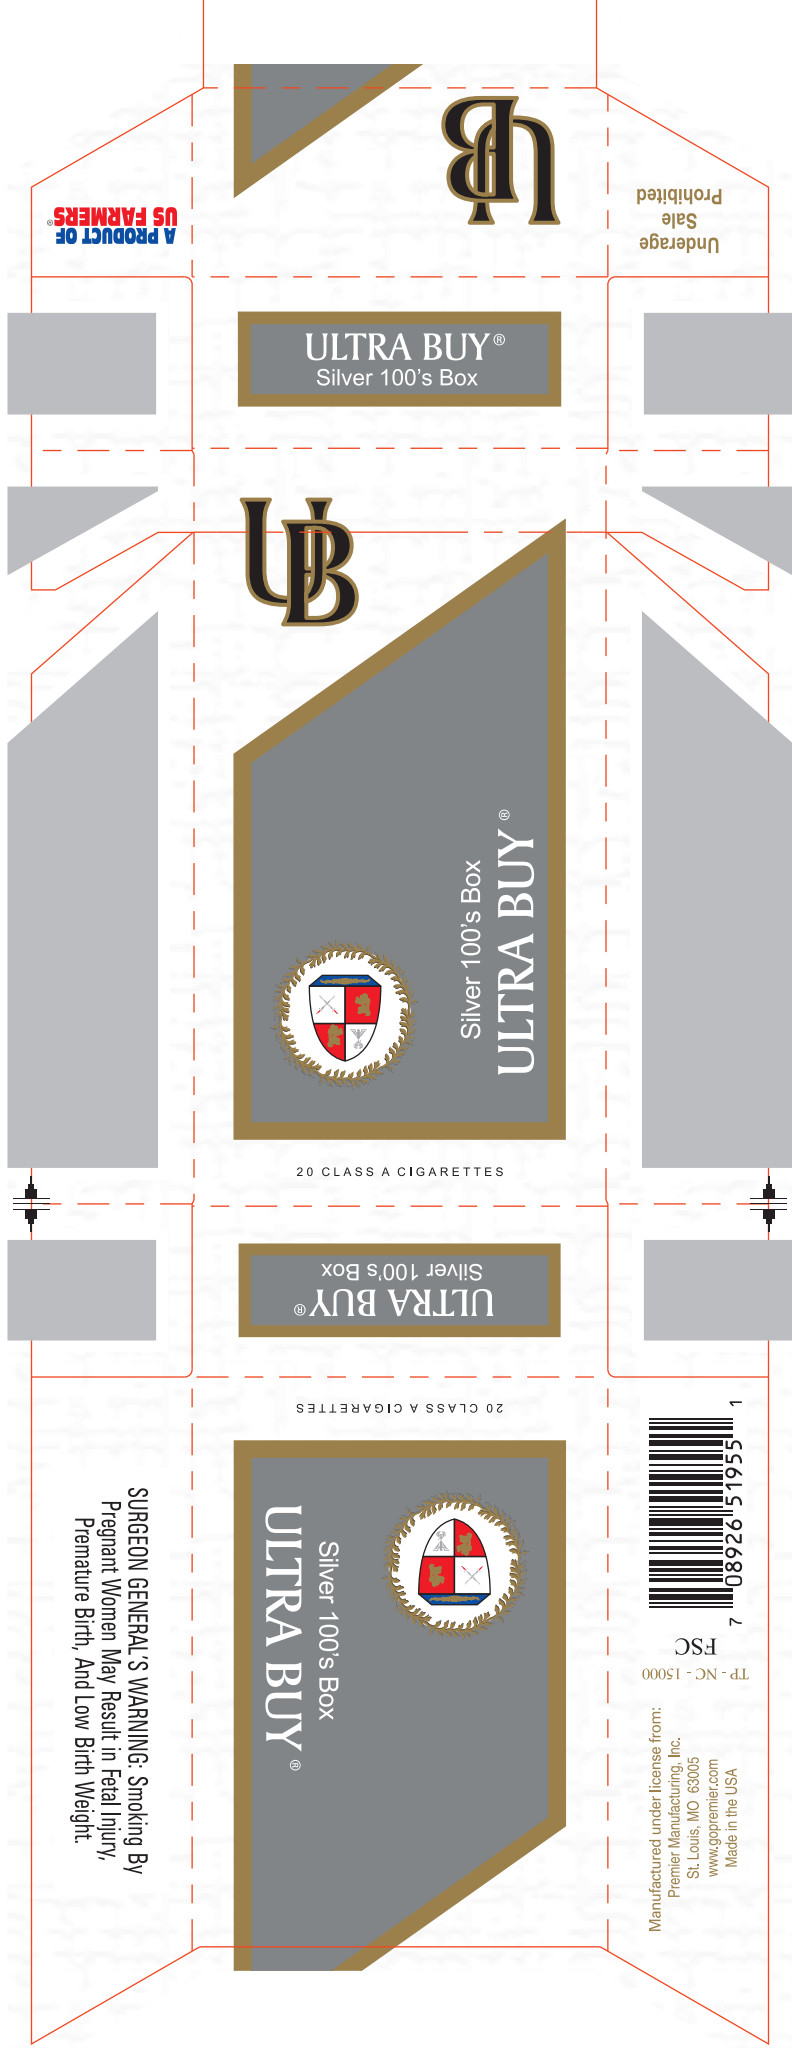 UB
A PRODUCT OF
US FARMERS®
Underage
Sale
Prohibited
ULTRA BUY®
Silver 100's Box
UB
Silver 100's Box
ULTRA BUY®
20 CLASS A CIGARETTES
ULTRA BUY®
Silver 100's Box
20 CLASS A CIGARETTES
ULTRA BUY®
Silver 100's Box
SURGEON GENERAL'S WARNING: Smoking By
Pregnant Women May Result in Fetal Injury,
Premature Birth, And Low Birth Weight.
7 08926 51955 1
FSC
TP - NC - 15000
Manufactured under license from:
Premier Manufacturing, Inc.
St. Louis, MO 63005
www.gopremier.com
Made in the USA